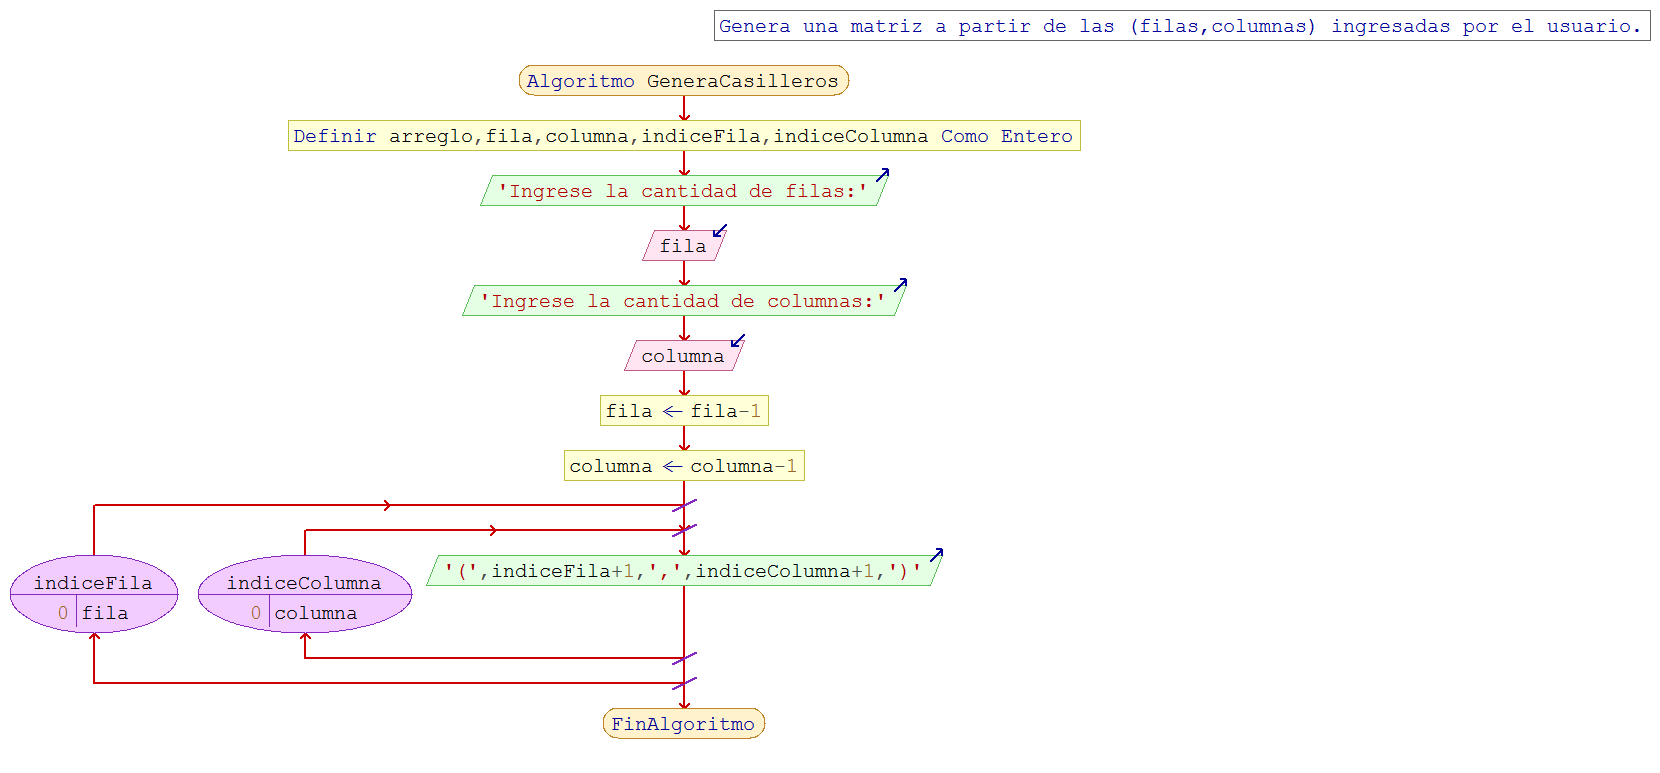 Genera una matriz a partir de las (filas,columnas) ingresadas por el usuario.
Algoritmo GeneraCasilleros
Definir arreglo,fila,columna,indiceFila,indiceColumna Como Entero
'Ingrese la cantidad de filas:'
fila
'Ingrese la cantidad de columnas:'
columna
fila ← fila-1
columna ← columna-1
indiceFila
0 fila
indiceColumna
0 columna
'(',indiceFila+1,',',indiceColumna+1,')'
FinAlgoritmo